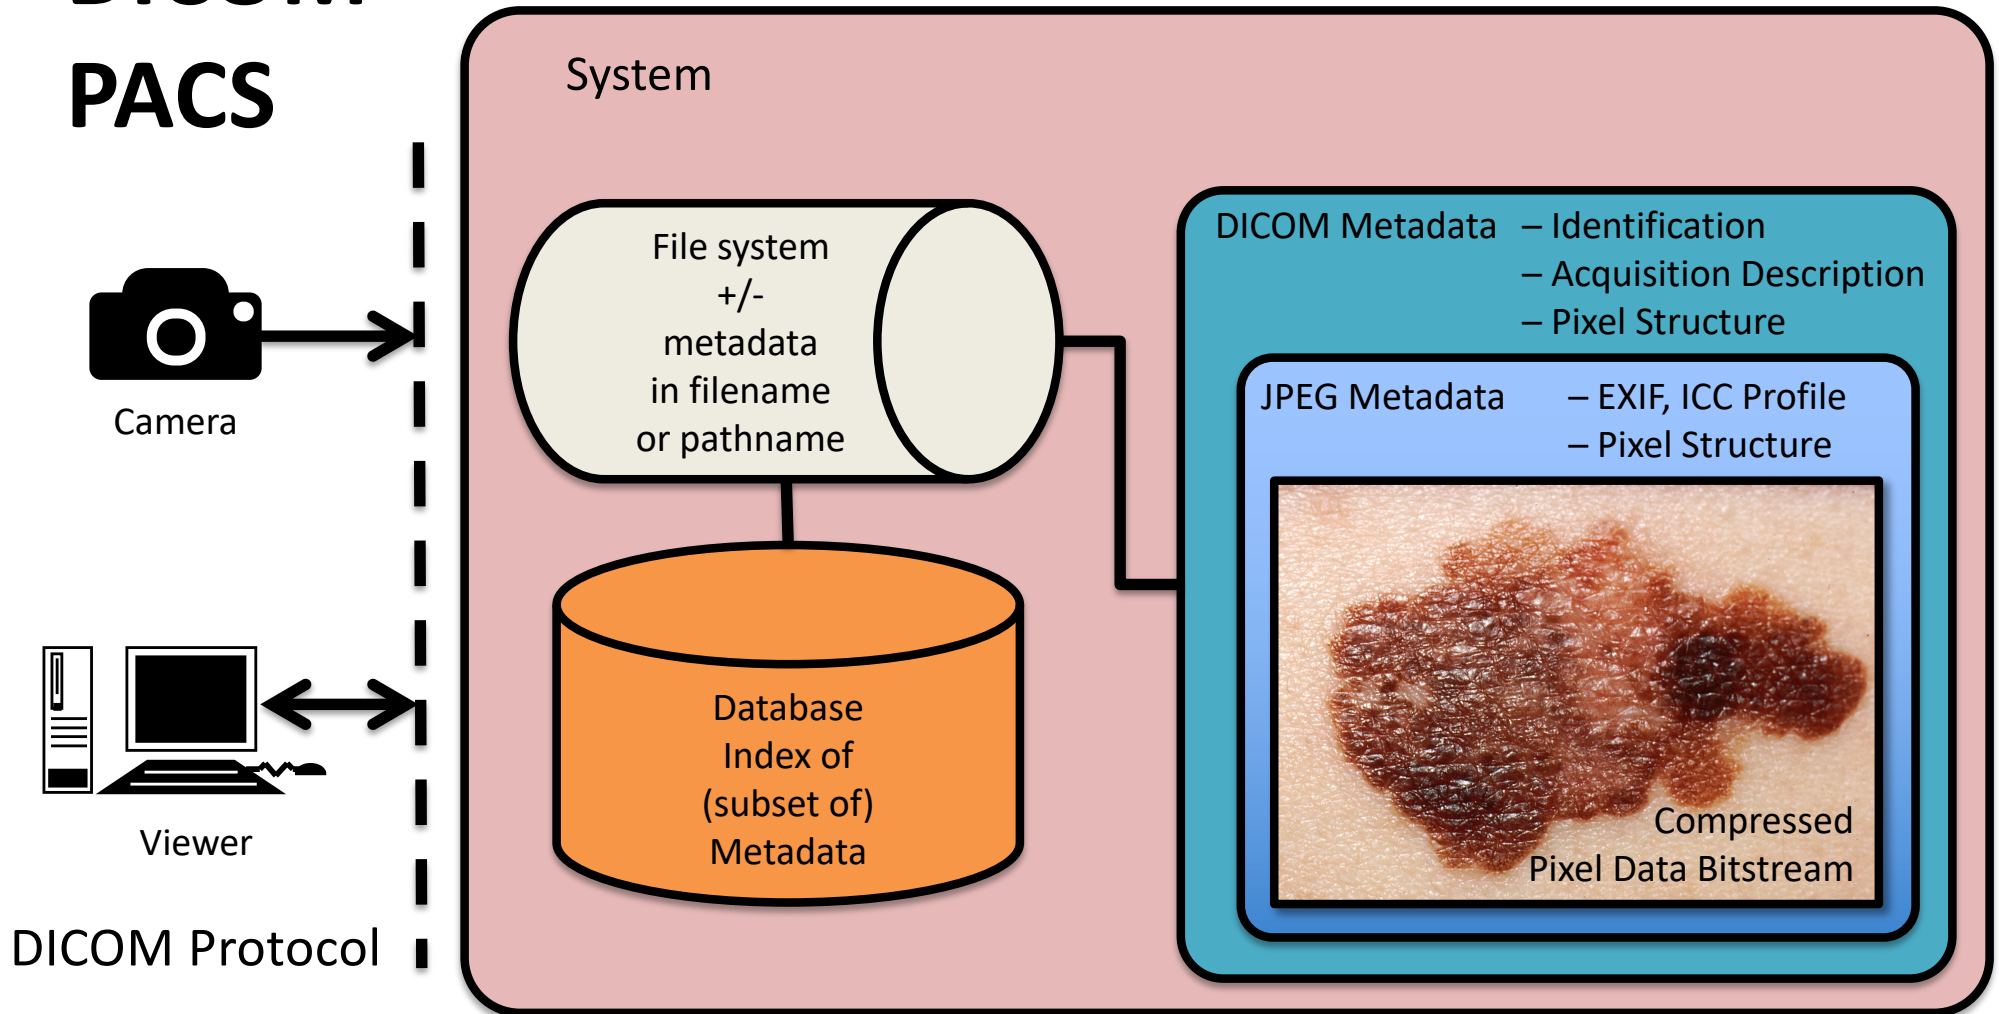 DICOM
PACS
System
File system
+/-
metadata
in filename
or pathname
DICOM Metadata – Identification
– Acquisition Description
– Pixel Structure
JPEG Metadata – EXIF, ICC Profile
– Pixel Structure
Camera
Database
Index of
(subset of)
Metadata
Compressed
Pixel Data Bitstream
Viewer
DICOM Protocol